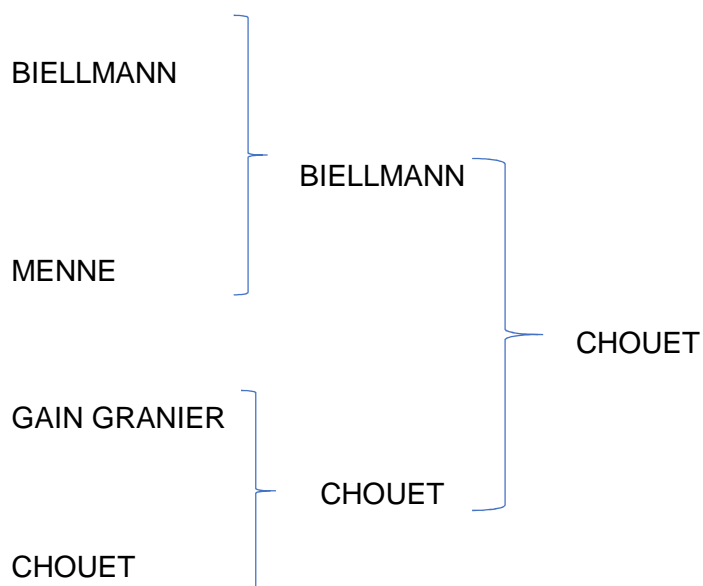 BIELLMANN
BIELLMANN
MENNE
CHOUET
GAIN GRANIER
CHOUET
CHOUET